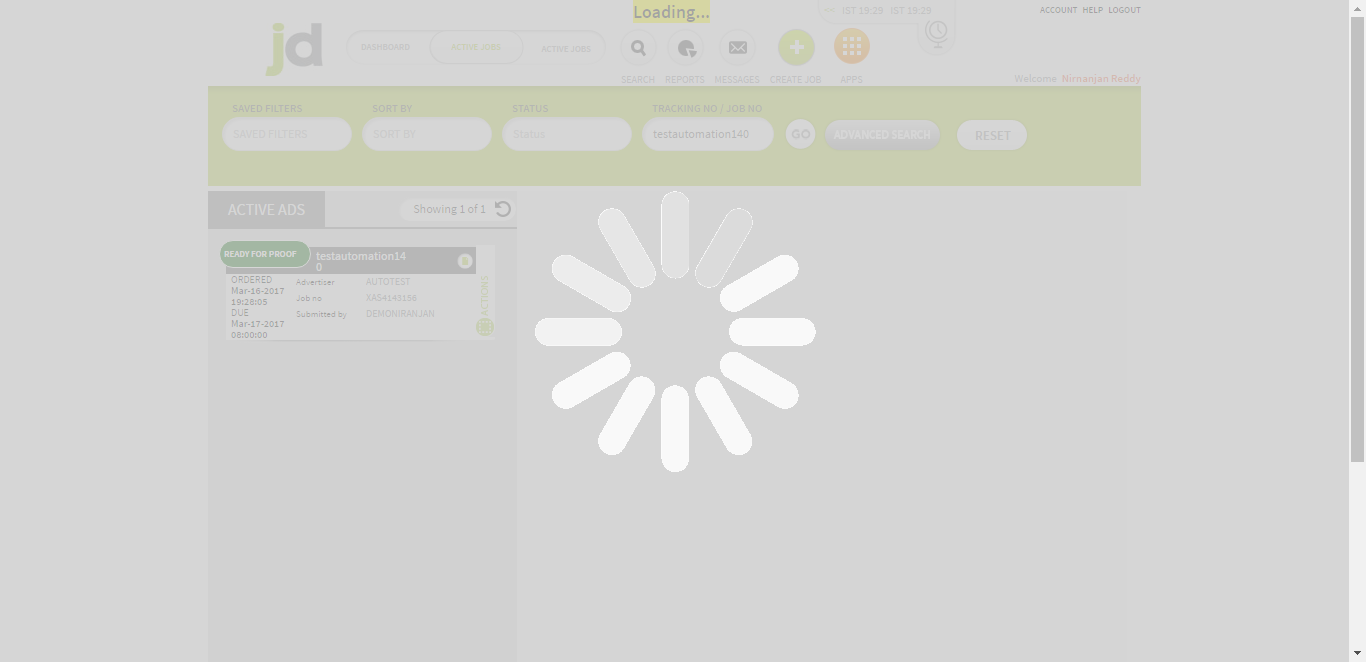 Loading...
IST 19:29 IST 19:29
ACCOUNT HELP LOGOUT
jd
DASHBOARD
ACTIVE JOBS
ACTIVE JOBS
SEARCH
REPORTS
MESSAGES
CREATE JOB
APPS
Welcome Nirnanjan Reddy
SAVED FILTERS
SORT BY
STATUS
TRACKING NO / JOB NO
SAVED FILTERS
SORT BY
Status
testautomation140
GO
ADVANCED SEARCH
RESET
ACTIVE ADS
Showing 1 of 1
READY FOR PROOF
testautomation14
0
ORDERED
Mar-16-2017
19:28:05
DUE
Mar-17-2017
08:00:00
Advertiser AUTOTEST
Job no XAS4143156
Submitted by DEMONIRANJAN
ACTIONS